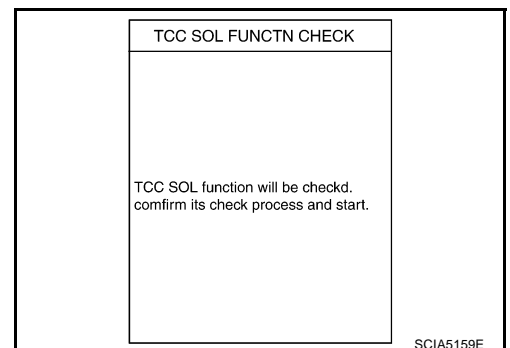 TCC SOL FUNCTN CHECK
TCC SOL function will be checkd.
comfirm its check process and start.
SCIA5159E